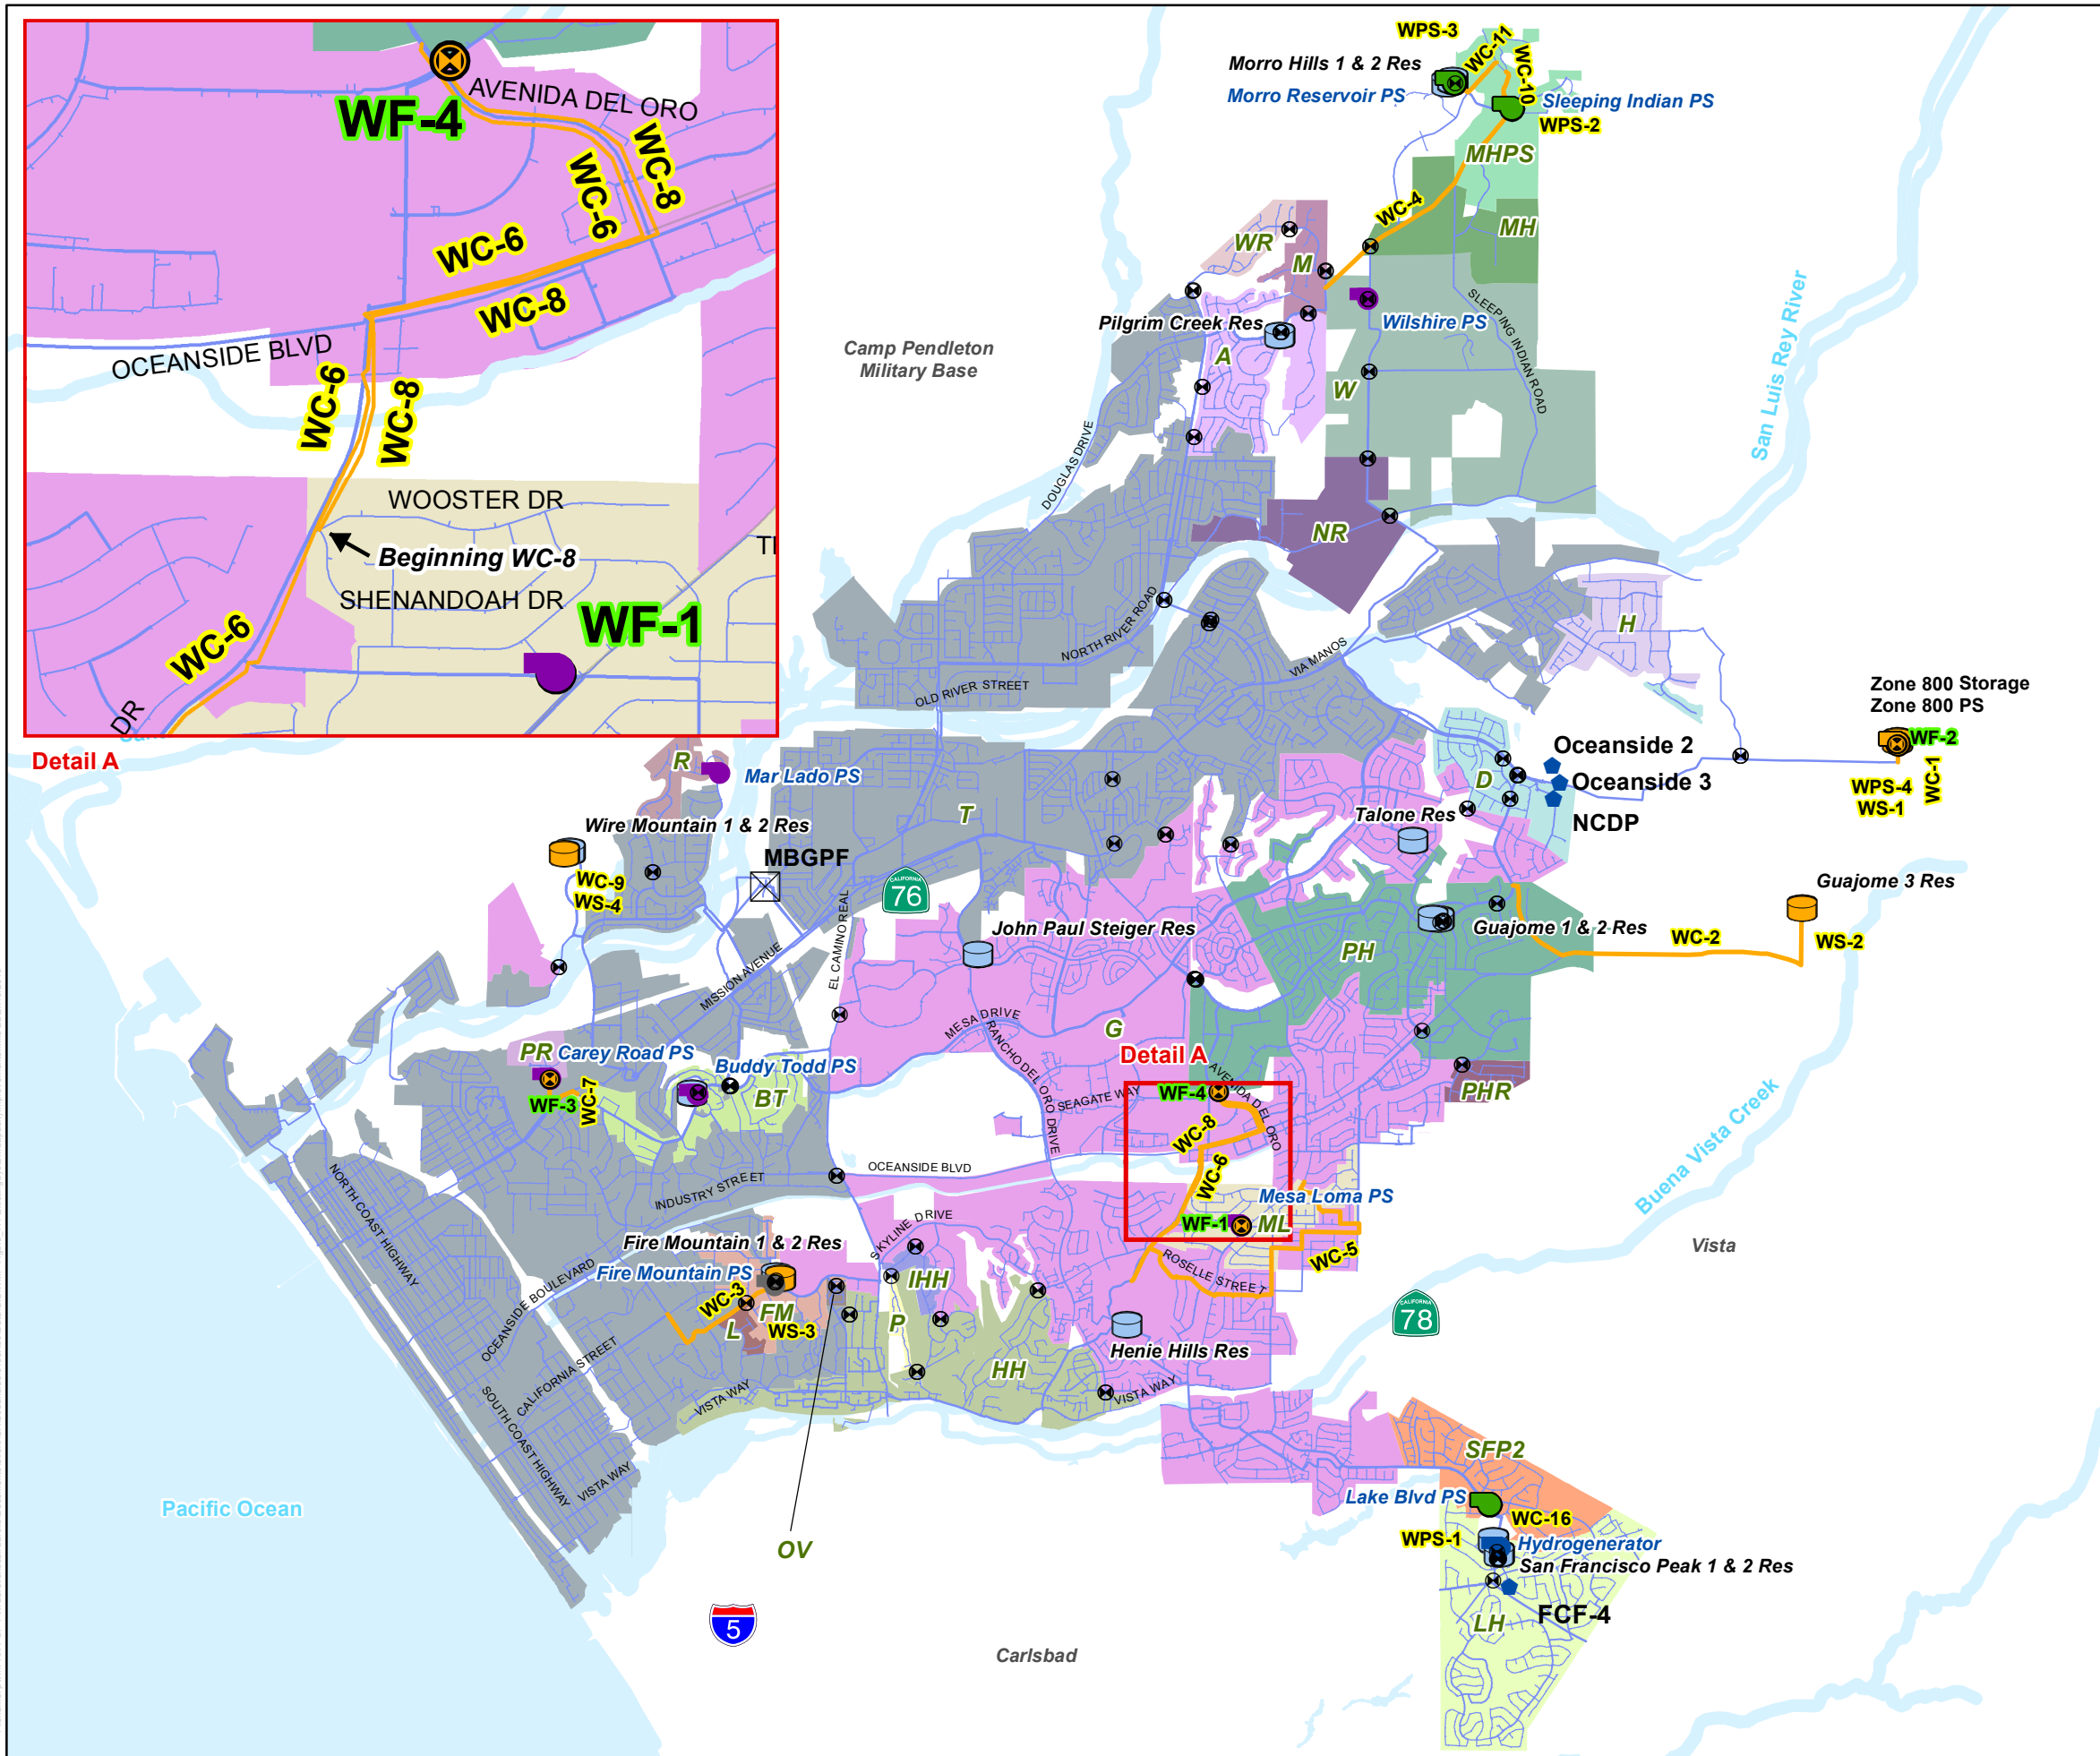 AVENIDA DEL ORO
WF-4
WC-8
WC-6
WC-6
WC-8
OCEANSIDE BLVD
WC-6
WC-8
WOOSTER DR
Beginning WC-8
SHENANDOAH DR
WF-1
WC-6
DR
Detail A
WPS-3
WC-11
WC-10
Morro Hills 1 & 2 Res
Morro Reservoir PS
Sleeping Indian PS
WPS-2
MHPS
WC-4
MH
WR
M
Pilgrim Creek Res
Wilshire PS
SLEEPING INDIAN ROAD
A
W
Camp Pendleton
Military Base
San Luis Rey River
DOUGLAS DRIVE
NR
NORTH RIVER ROAD
VIA MANOS
OLD RIVER STREET
H
Zone 800 Storage
Zone 800 PS
WF-2
WPS-4
WS-1
WC-1
Oceanside 2
Oceanside 3
NCDP
D
R
Mar Lado PS
T
Talone Res
Wire Mountain 1 & 2 Res
MBGPF
WC-9
WS-4
CALIFORNIA
76
EL CAMINO REAL
John Paul Steiger Res
Guajome 3 Res
Guajome 1 & 2 Res
WC-2
WS-2
PH
MISSION AVENUE
MESA DRIVE
RANCHO DEL ORO DRIVE
G
Detail A
PR
Carey Road PS
Buddy Todd PS
BT
WF-3
WC-7
SEAGATE WAY
WF-4
AVENIDA DEL ORO
PHR
WC-8
WC-6
OCEANSIDE BLVD
INDUSTRY STREET
Buena Vista Creek
Mesa Loma PS
WF-1
ML
NORTH COAST HIGHWAY
SKYLINE DRIVE
Fire Mountain 1 & 2 Res
Fire Mountain PS
IHH
ROSELLE STREET
WC-5
Vista
OCEANSIDE BOULEVARD
WC-3
FM
L
WS-3
P
CALIFORNIA
78
Henie Hills Res
HH
CALIFORNIA STREET
SOUTH COAST HIGHWAY
VISTA WAY
VISTA WAY
VISTA WAY
SFP2
Pacific Ocean
OV
Lake Blvd PS
WC-16
WPS-1
Hydrogenerator
San Francisco Peak 1 & 2 Res
FCF-4
LH
5
Carlsbad